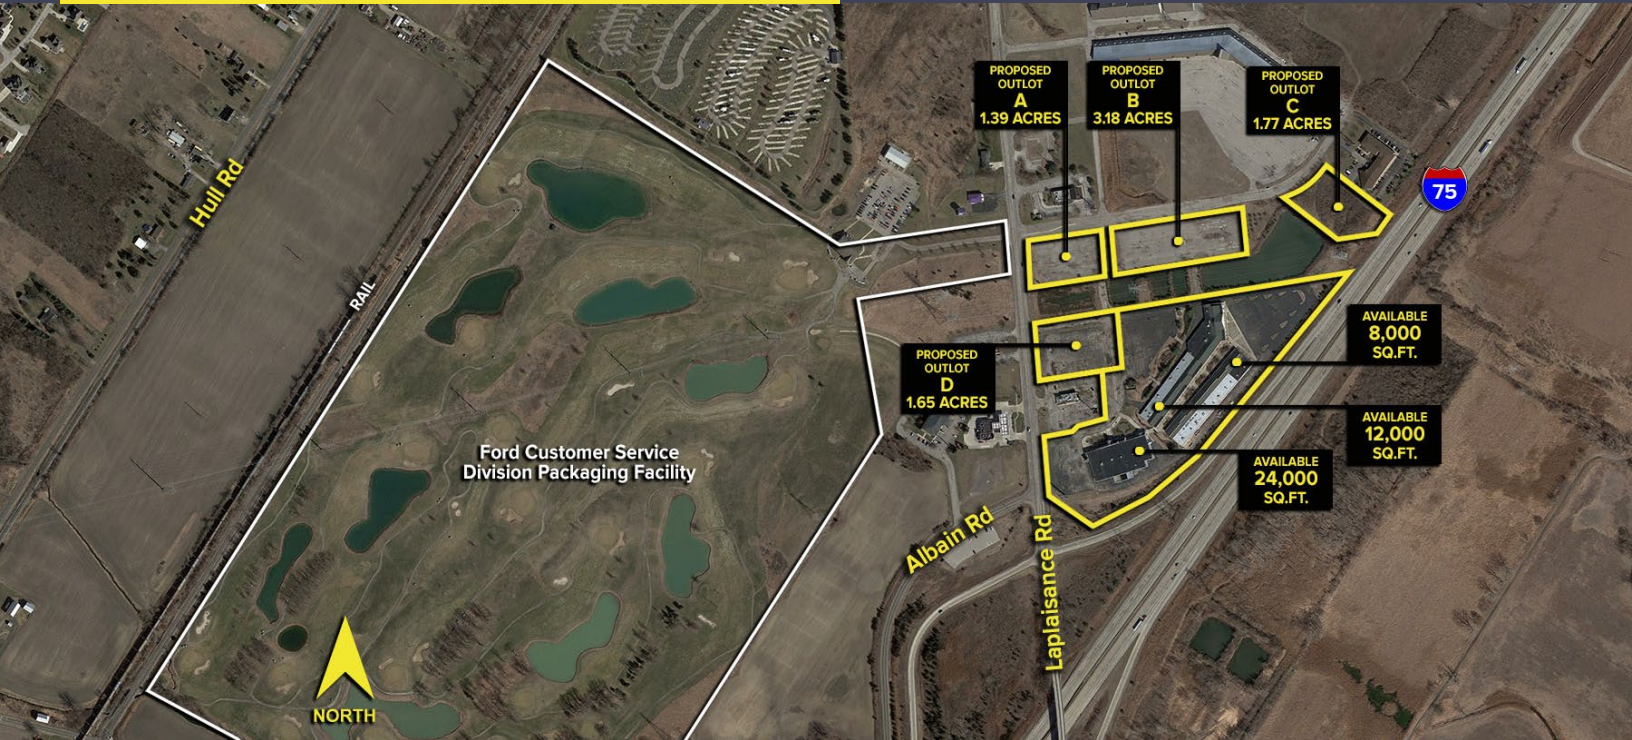 PROPOSED
OUTLOT
A
1.39 ACRES
PROPOSED
OUTLOT
B
3.18 ACRES
PROPOSED
OUTLOT
C
1.77 ACRES
75
Hull Rd
RAIL
AVAILABLE
8,000
SQ.FT.
PROPOSED
OUTLOT
D
1.65 ACRES
AVAILABLE
12,000
SQ.FT.
Ford Customer Service
Division Packaging Facility
AVAILABLE
24,000
SQ.FT.
Albain Rd
Laplaisance Rd
NORTH